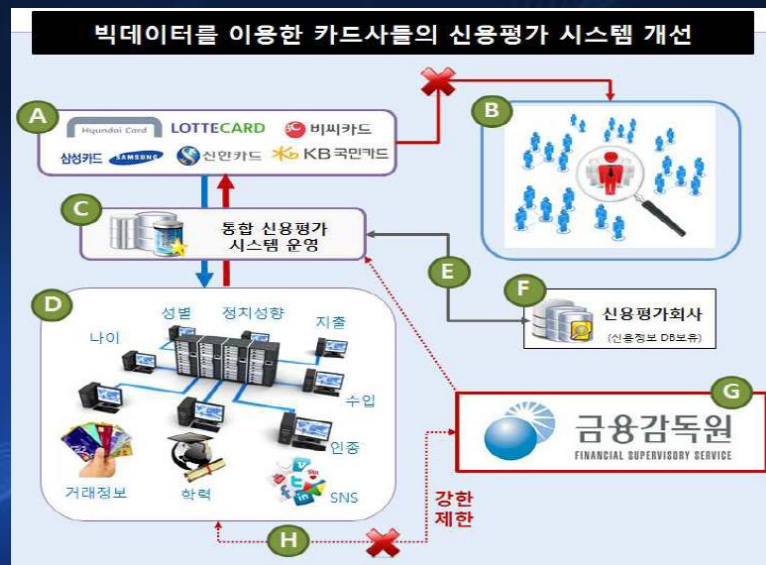 빅데이터를 이용한 카드사들의 신용평가 시스템 개선
A
Hyundai Card LOTTECARD BC 비씨카드
삼성카드 SAMSUNG 신한카드 KB국민카드
B
C
통합 신용평가
시스템 운영
D
성별 정치성향 지출
나이
수입
인종
거래정보 학력 SNS
E
F
신용평가회사
(신용정보 DB보유)
G
금융감독원
FINANCIAL SUPERVISORY SERVICE
강한
제한
H